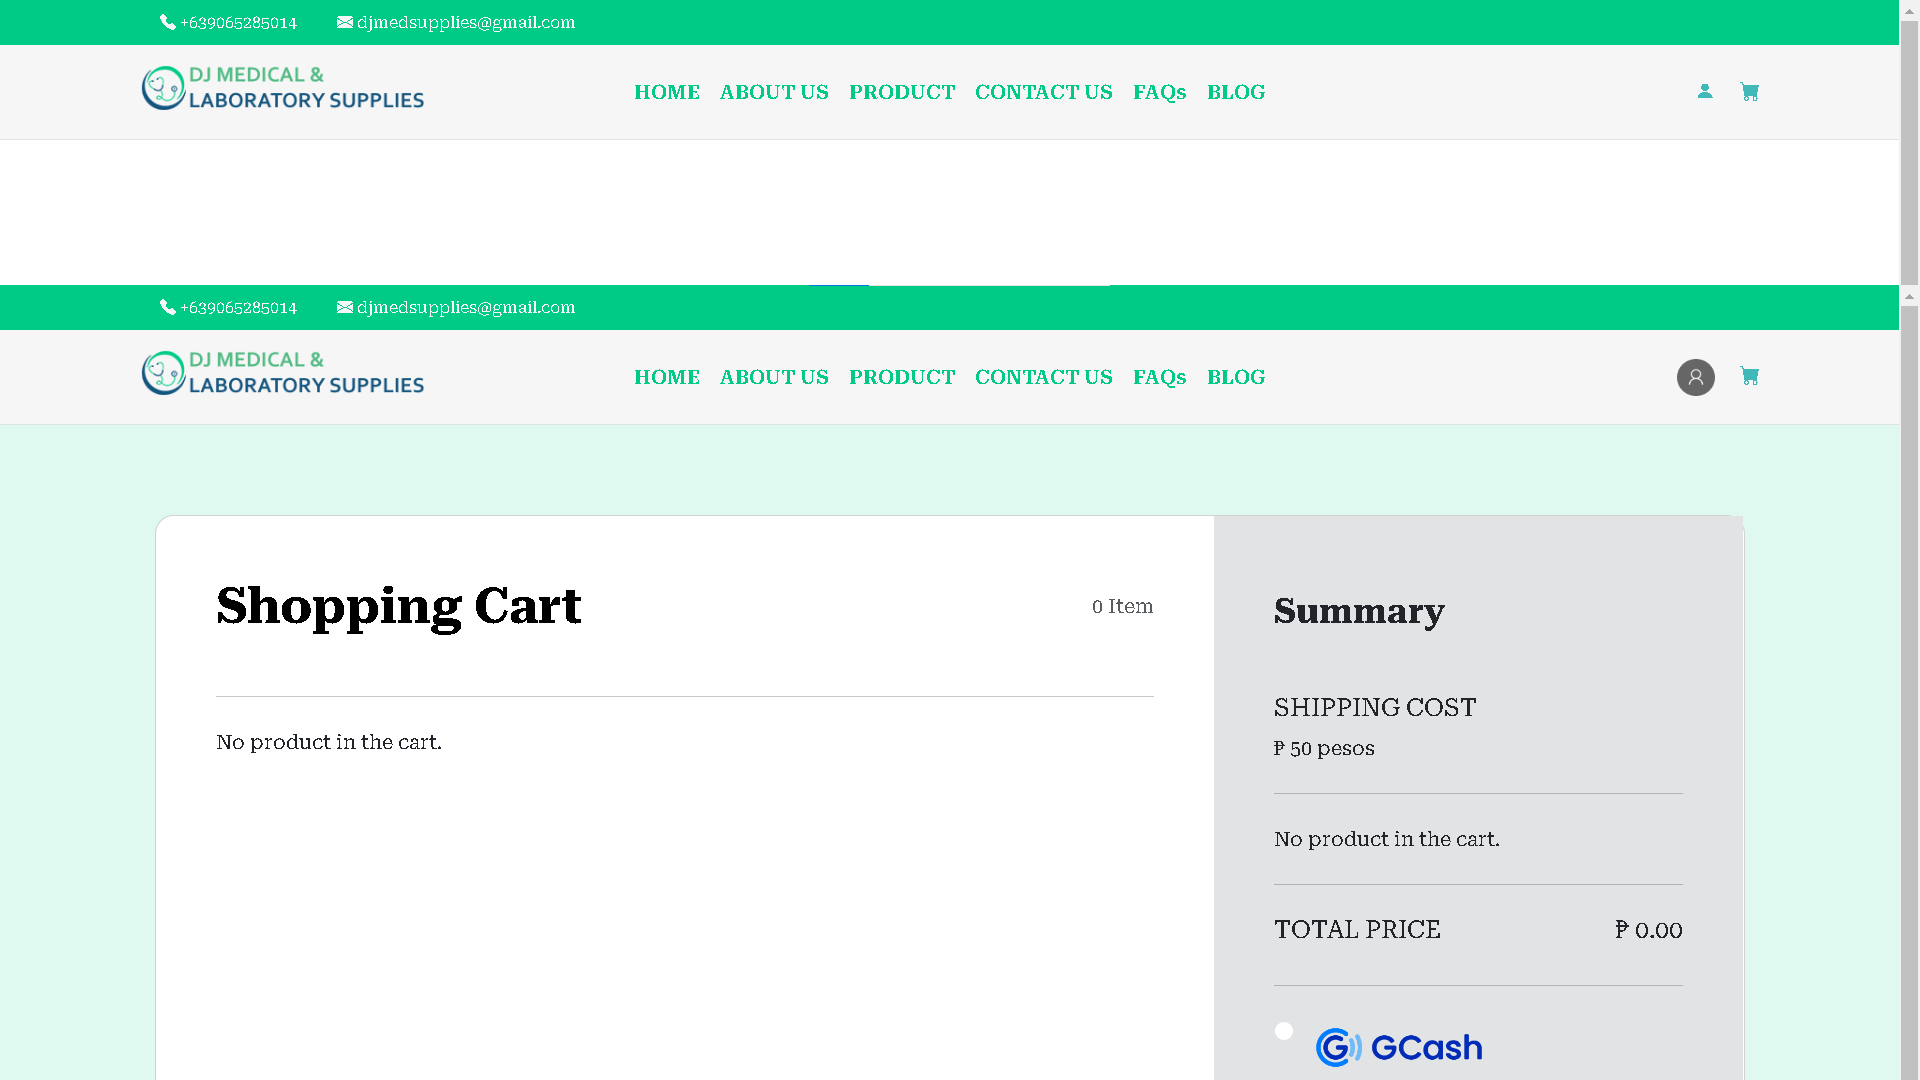 +639065285014 djmedsupplies@gmail.com
DJ MEDICAL &
LABORATORY SUPPLIES
HOME ABOUT US PRODUCT CONTACT US FAQs BLOG
+639065285014 djmedsupplies@gmail.com
DJ MEDICAL &
LABORATORY SUPPLIES
HOME ABOUT US PRODUCT CONTACT US FAQs BLOG
Shopping Cart
0 Item
No product in the cart.
Summary
SHIPPING COST
₱ 50 pesos
No product in the cart.
TOTAL PRICE ₱ 0.00
GCash